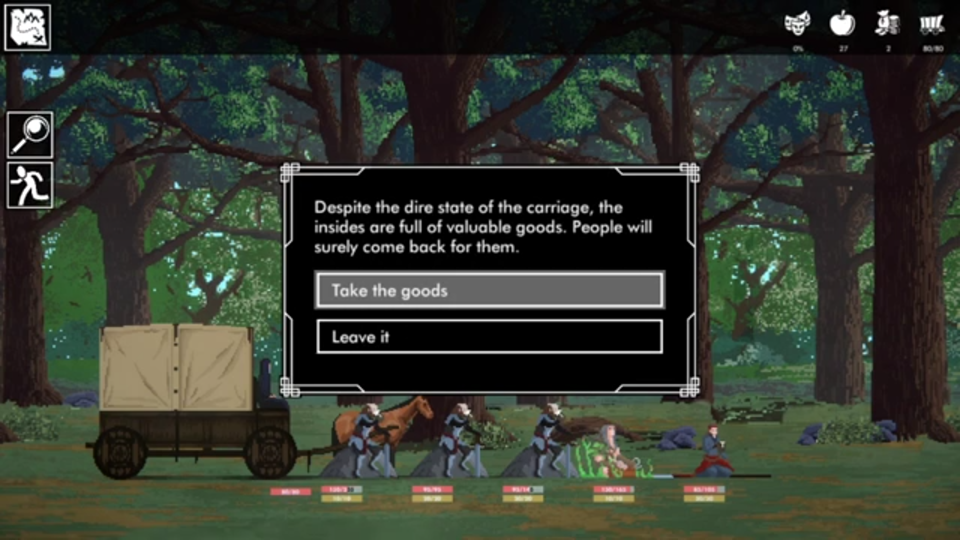 0%
27
2
80/80
Despite the dire state of the carriage, the
insides are full of valuable goods. People will
surely come back for them.
Take the goods
Leave it